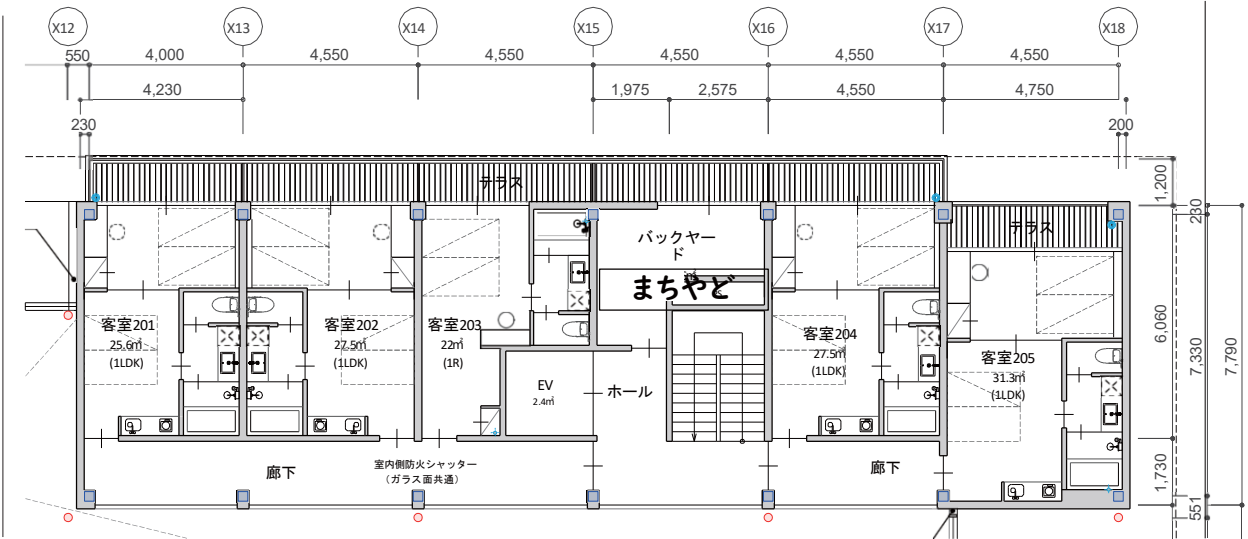 X12 X13 X14 X15 X16 X17 X18
550 4,000 4,550 4,550 4,550 4,550 4,550
4,230 1,975 2,575 4,550 4,750
230 200
テラス
1,200
230
バックヤー
ド
テラス
まちやど
客室201
25.6㎡
(1LDK)
客室202
27.5㎡
(1LDK)
客室203
22㎡
(1R)
客室204
27.5㎡
(1LDK)
客室205
31.3㎡
(1LDK)
EV
2.4㎡
ホール
6,060
7,330
7,790
廊下
室内側防火シャッター
(ガラス面共通)
廊下
1,730
551